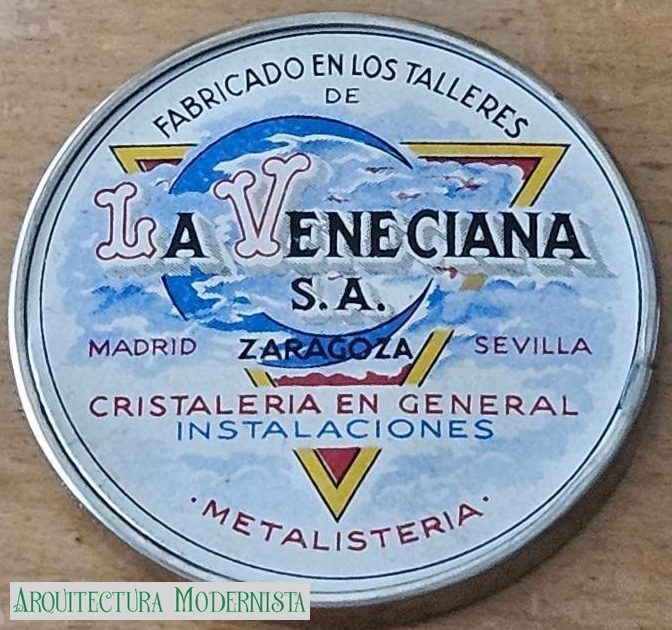 FABRICADO EN LOS TALLERES
DE
LA VENECIANA
S.A.
MADRID ZARAGOZA SEVILLA
CRISTALERIA EN GENERAL
INSTALACIONES
· METALISTERIA ·
ARQUITECTURA MODERNISTA